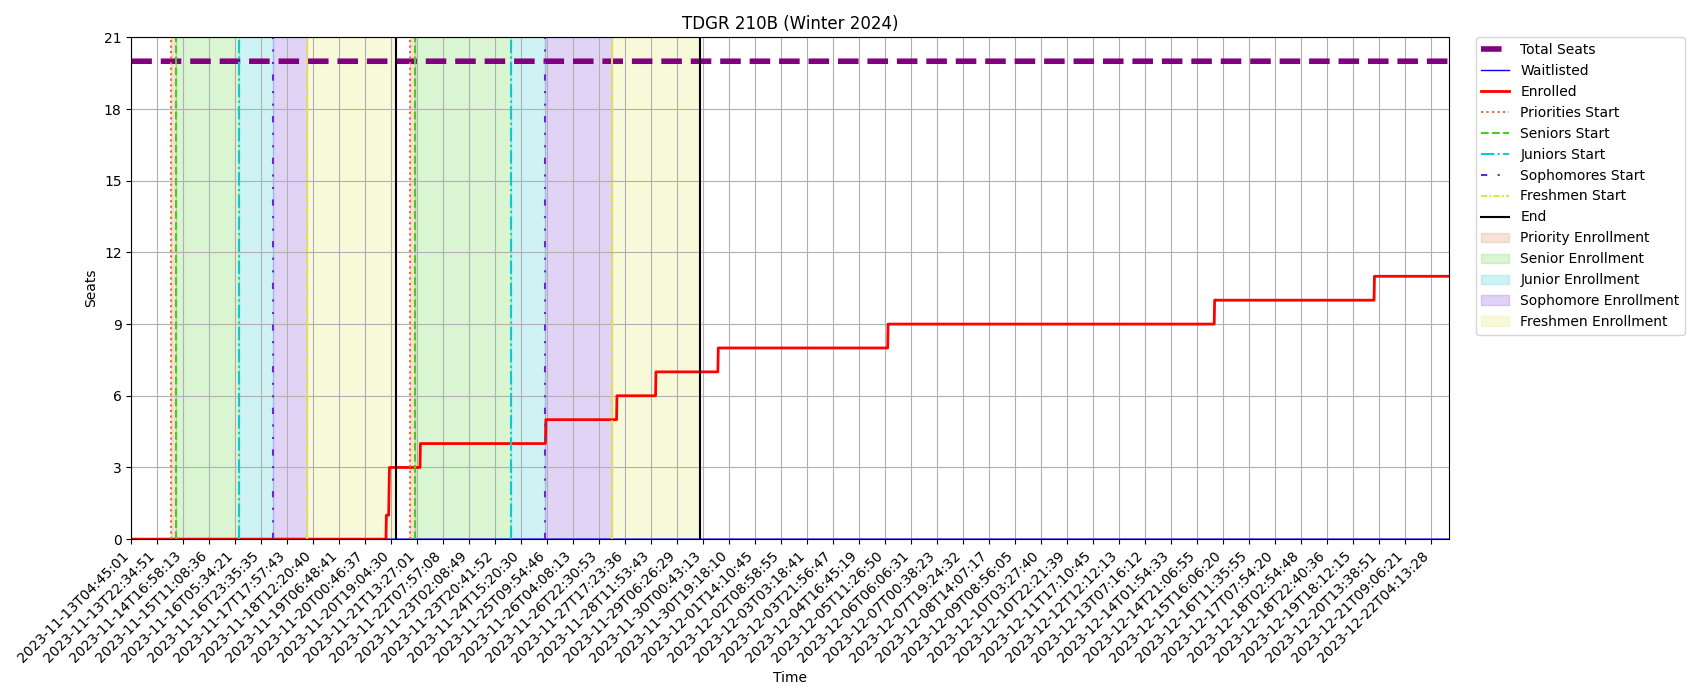 TDGR 210B (Winter 2024)
Seats
21
18
15
12
9
6
3
0
Total Seats
Waitlisted
Enrolled
Priorities Start
Seniors Start
Juniors Start
Sophomores Start
Freshmen Start
End
Priority Enrollment
Senior Enrollment
Junior Enrollment
Sophomore Enrollment
Freshmen Enrollment
2023-11-13T04:45:01
2023-11-13T22:34:51
2023-11-14T16:58:13
2023-11-15T11:08:36
2023-11-16T05:34:21
2023-11-16T23:35:35
2023-11-17T17:57:43
2023-11-18T12:20:40
2023-11-19T06:48:41
2023-11-20T00:46:37
2023-11-20T19:04:30
2023-11-21T13:27:01
2023-11-22T07:57:08
2023-11-23T02:08:49
2023-11-23T20:41:52
2023-11-24T15:20:30
2023-11-25T09:54:46
2023-11-26T04:08:13
2023-11-26T22:30:53
2023-11-27T17:23:36
2023-11-28T11:53:43
2023-11-29T06:26:29
2023-11-30T00:43:13
2023-11-30T19:18:10
2023-12-01T14:10:45
2023-12-02T08:58:55
2023-12-03T03:18:41
2023-12-03T21:56:47
2023-12-04T16:45:19
2023-12-05T11:26:50
2023-12-06T06:06:31
2023-12-07T00:38:23
2023-12-07T19:24:32
2023-12-08T14:07:17
2023-12-09T08:56:05
2023-12-10T03:27:40
2023-12-10T22:21:39
2023-12-11T17:10:45
2023-12-12T12:12:13
2023-12-13T07:16:12
2023-12-14T01:54:33
2023-12-14T21:06:55
2023-12-15T16:06:20
2023-12-16T11:35:55
2023-12-17T07:54:20
2023-12-18T02:54:48
2023-12-18T22:40:36
2023-12-19T18:12:15
2023-12-20T13:38:51
2023-12-21T09:06:21
2023-12-22T04:13:28
Time